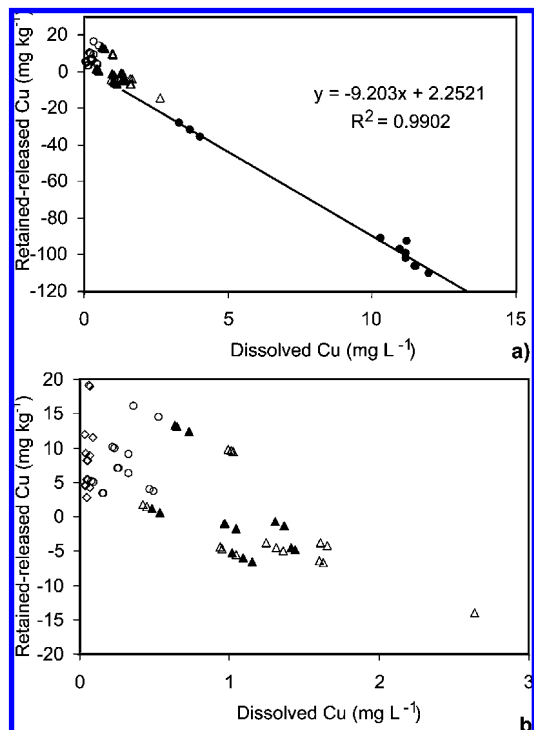 20
0
-20
-40
-60
-80
-100
-120
Retained-released Cu (mg kg⁻¹)
y = -9.203x + 2.2521
R² = 0.9902
0 5 10 15
Dissolved Cu (mg L⁻¹)
a)
20
15
10
5
0
-5
-10
-15
-20
Retained-released Cu (mg kg⁻¹)
0 1 2 3
Dissolved Cu (mg L⁻¹)
b